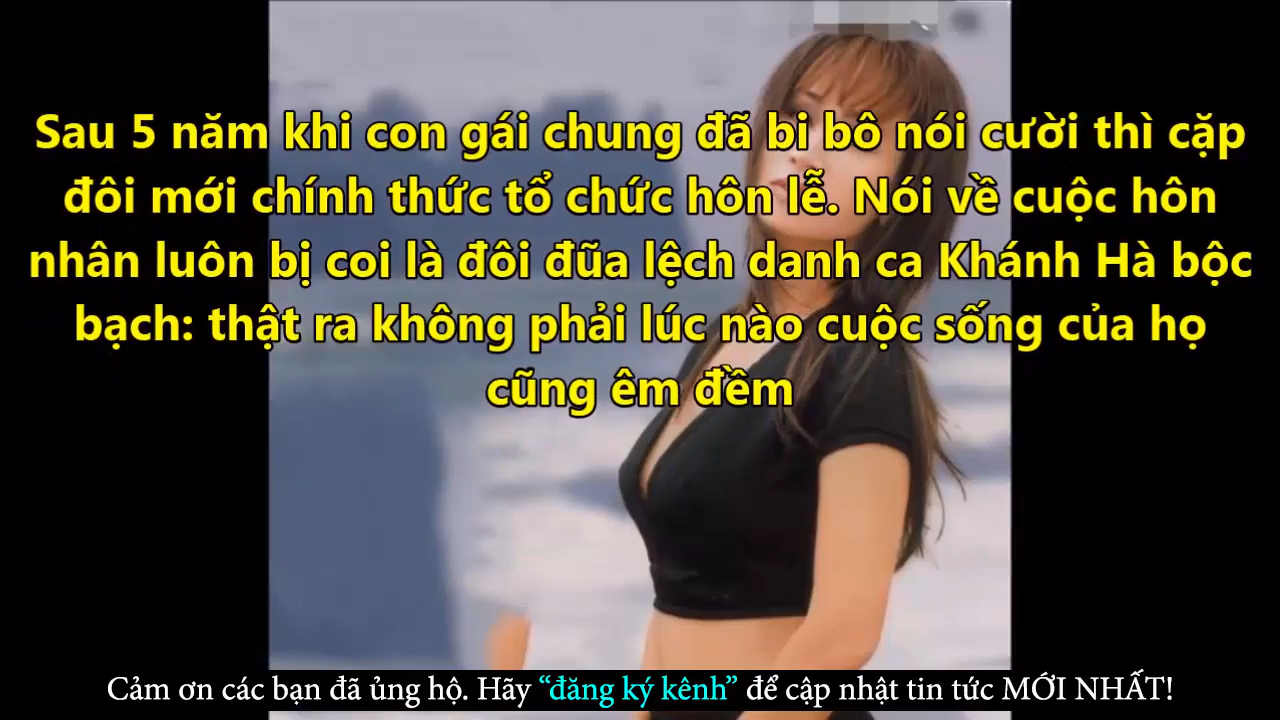 Sau 5 năm khi con gái chung đã bi bô nói cười thì cặp
đôi mới chính thức tổ chức hôn lễ. Nói về cuộc hôn
nhân luôn bị coi là đôi đũa lệch danh ca Khánh Hà bộc
bạch: thật ra không phải lúc nào cuộc sống của họ
cũng êm đềm
Cảm ơn các bạn đã ủng hộ. Hãy “đăng ký kênh” để cập nhật tin tức MỚI NHẤT!